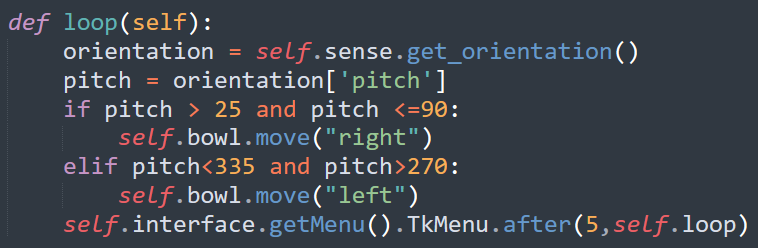 def loop(self):
    orientation = self.sense.get_orientation()
    pitch = orientation['pitch']
    if pitch > 25 and pitch <=90:
        self.bowl.move("right")
    elif pitch<335 and pitch>270:
        self.bowl.move("left")
    self.interface.getMenu().TkMenu.after(5,self.loop)